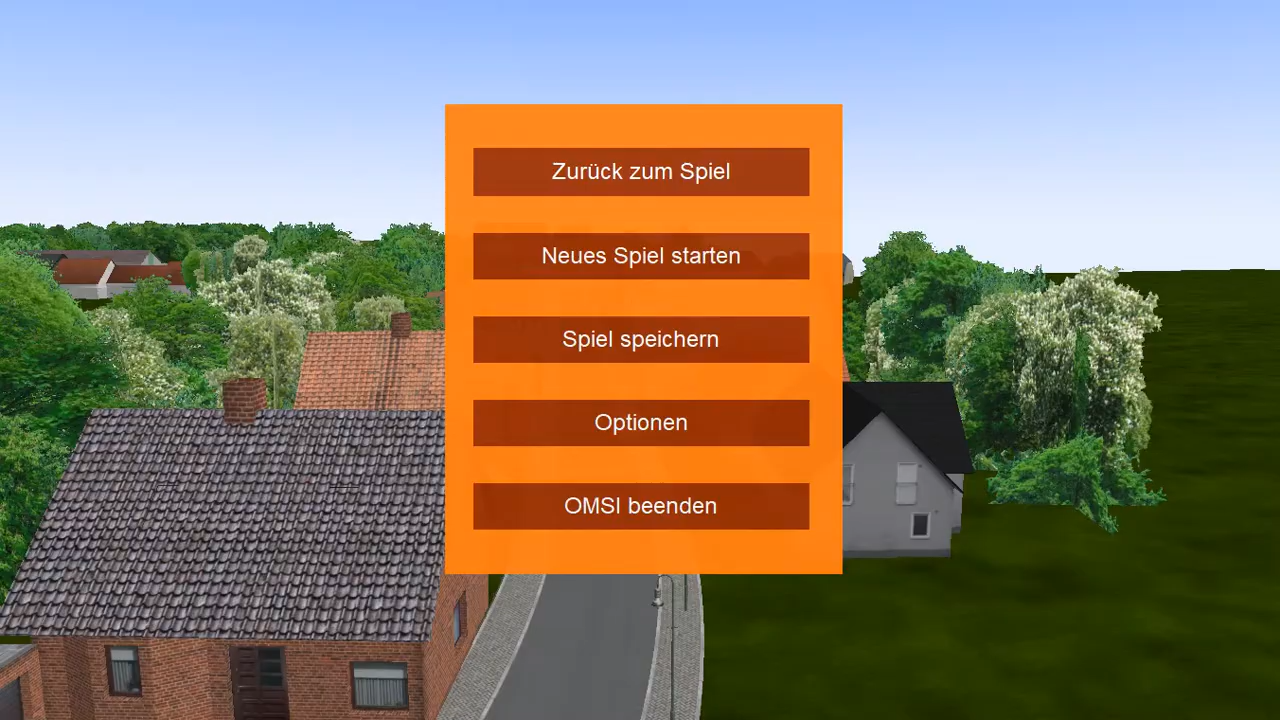 Zurück zum Spiel
Neues Spiel starten
Spiel speichern
Optionen
OMSI beenden